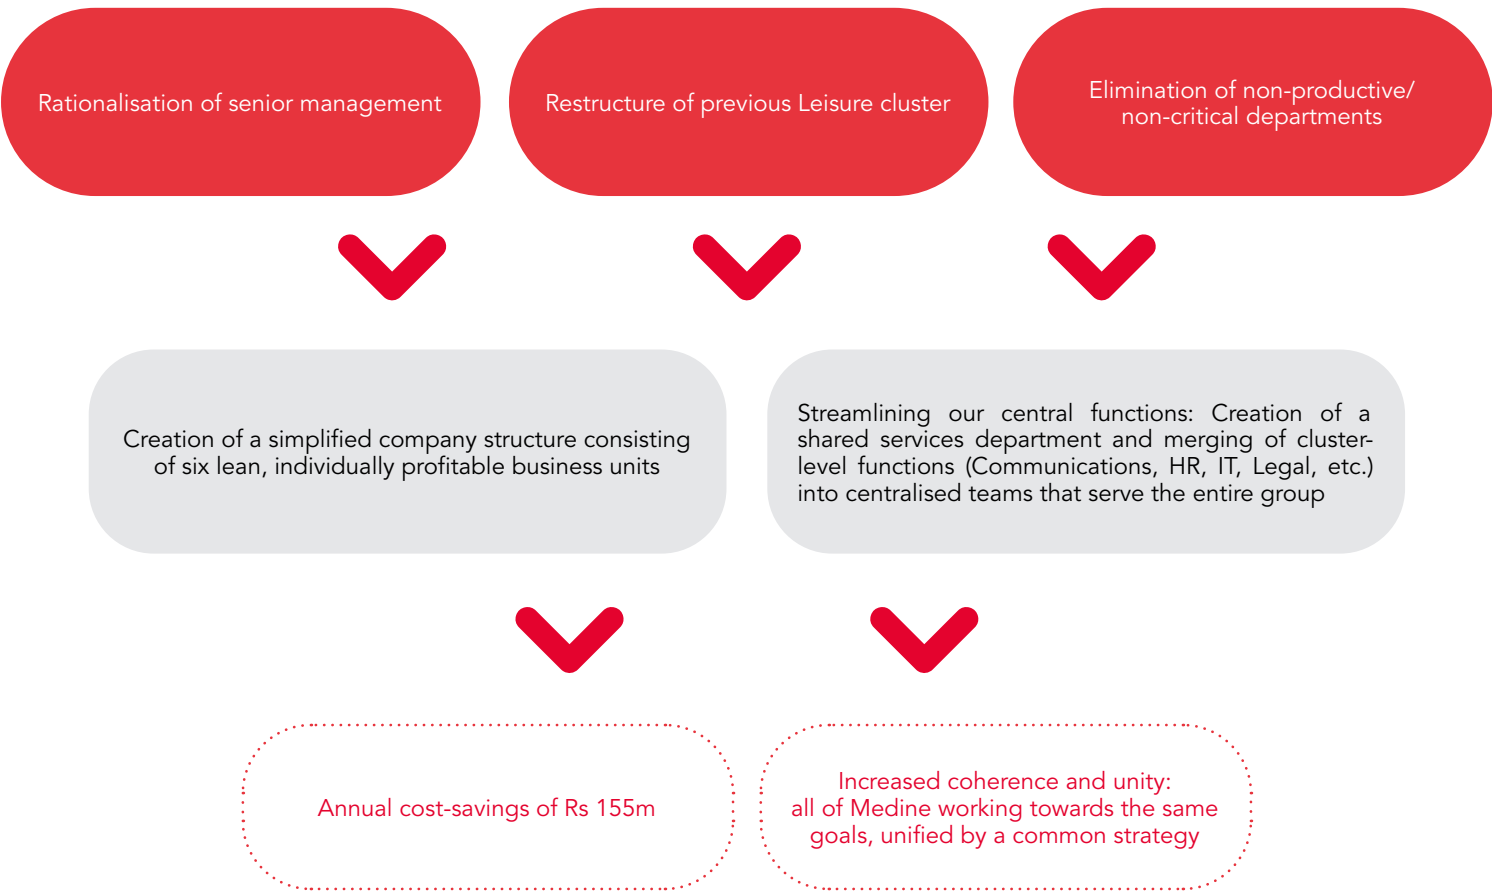 Rationalisation of senior management
Restructure of previous Leisure cluster
Elimination of non-productive/
non-critical departments
Creation of a simplified company structure consisting
of six lean, individually profitable business units
Streamlining our central functions: Creation of a
shared services department and merging of cluster-
level functions (Communications, HR, IT, Legal, etc.)
into centralised teams that serve the entire group
Annual cost-savings of Rs 155m
Increased coherence and unity:
all of Medine working towards the same
goals, unified by a common strategy